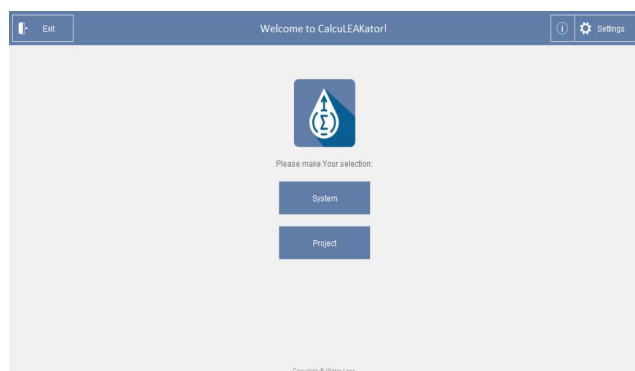 Exit
Welcome to CalcuLEAKator!
Settings
Please make Your selection:
System
Project